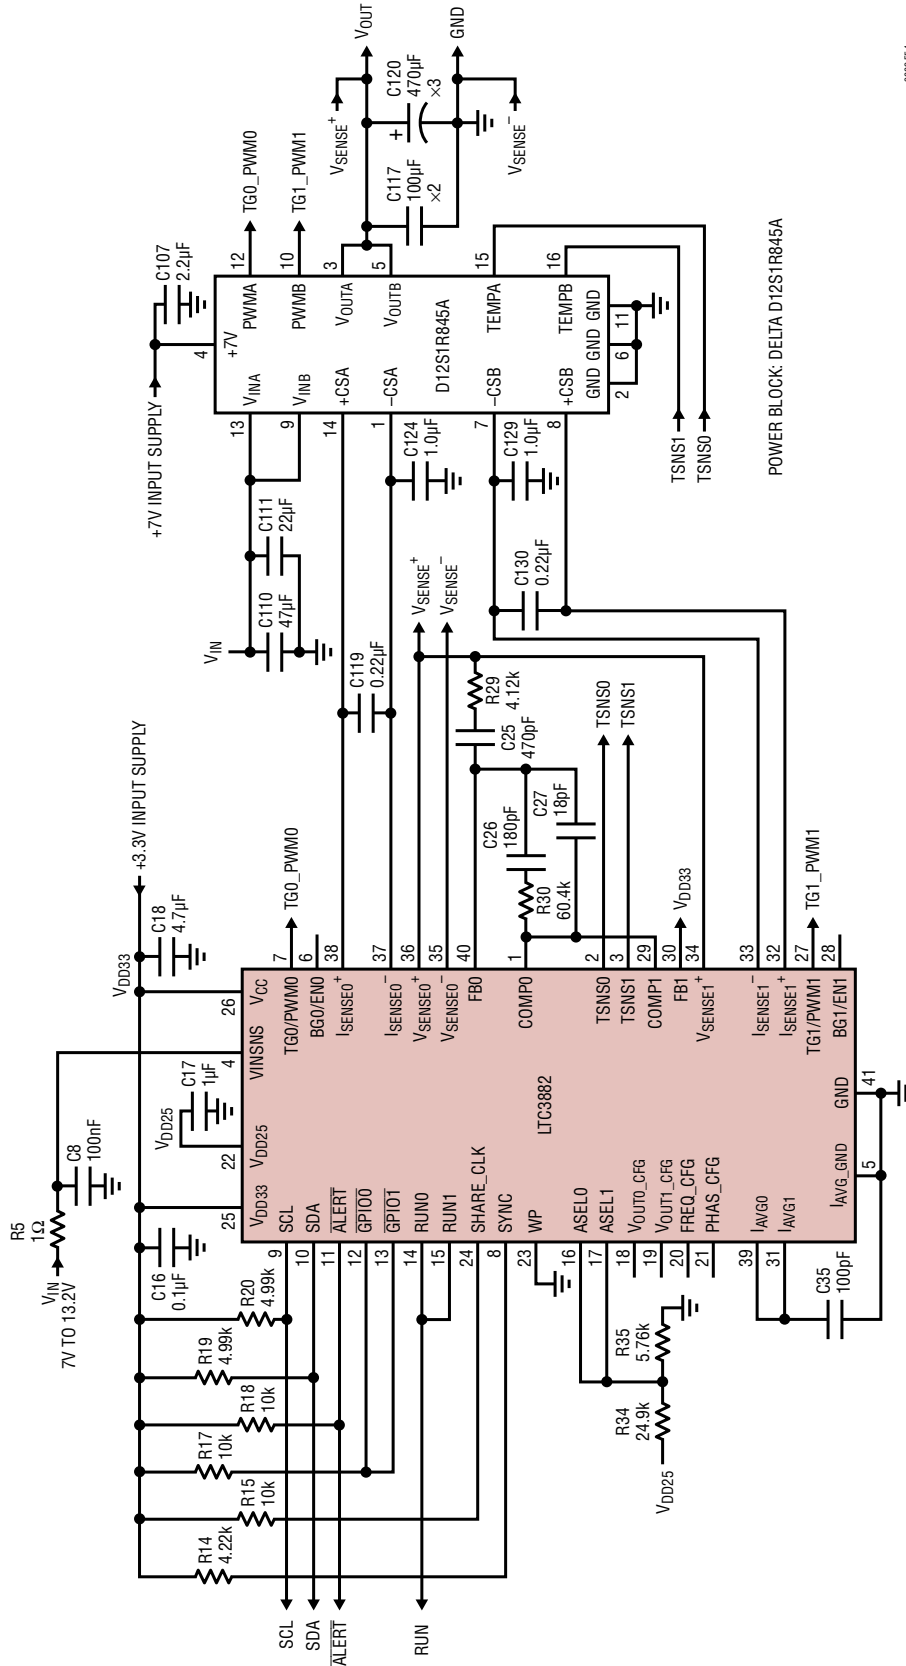 +3.3V INPUT SUPPLY
VDD33
C18
4.7µF
R5
1Ω
VIN
7V TO 13.2V
C8
100nF
C16
0.1µF
VDD25
C17
1µF
R20
4.99k
R19
4.99k
R18
10k
R17
10k
R15
10k
R14
4.22k
SCL
SDA
ALERT
RUN
25
22
4
26
VDD33
VDD25
VINSNS
VCC
9
SCL
10
SDA
11
ALERT
12
GPIO0
13
GPIO1
14
RUN0
15
RUN1
24
SHARE_CLK
8
SYNC
23
WP
16
ASEL0
17
ASEL1
18
VOUT0_CFG
19
VOUT1_CFG
20
FREQ_CFG
21
PHAS_CFG
39
IAVG0
31
IAVG1
IAVG_GND
5
GND
41
LTC3882
TG0/PWM0
7
TG0_PWM0
BG0/EN0
6
ISENSE0+
38
ISENSE0–
37
VSENSE0+
36
VSENSE0–
35
FB0
40
COMP0
1
TSNS0
2
TSNS0
TSNS1
3
TSNS1
COMP1
29
FB1
30
VDD33
VSENSE1+
34
ISENSE1–
33
ISENSE1+
32
TG1/PWM1
27
TG1_PWM1
BG1/EN1
28
R34
24.9k
R35
5.76k
VDD25
C35
100pF
C26
180pF
R30
60.4k
C27
18pF
C25
470pF
R29
4.12k
VSENSE+
VSENSE–
C119
0.22µF
C130
0.22µF
C124
1.0µF
C129
1.0µF
VIN
C110
47µF
C111
22µF
+7V INPUT SUPPLY
C107
2.2µF
4
+7V
13
VINA
9
VINB
14
+CSA
1
–CSA
7
–CSB
8
+CSB
D12S1R845A
PWMA
12
TG0_PWM0
PWMB
10
TG1_PWM1
VOUTA
3
VOUTB
5
TEMPA
15
TEMPB
16
GND GND GND
2
6
11
C117
100µF
×2
C120
470µF
×3
+
VSENSE+
VOUT
GND
VSENSE–
TSNS1
TSNS0
POWER BLOCK: DELTA D12S1R845A